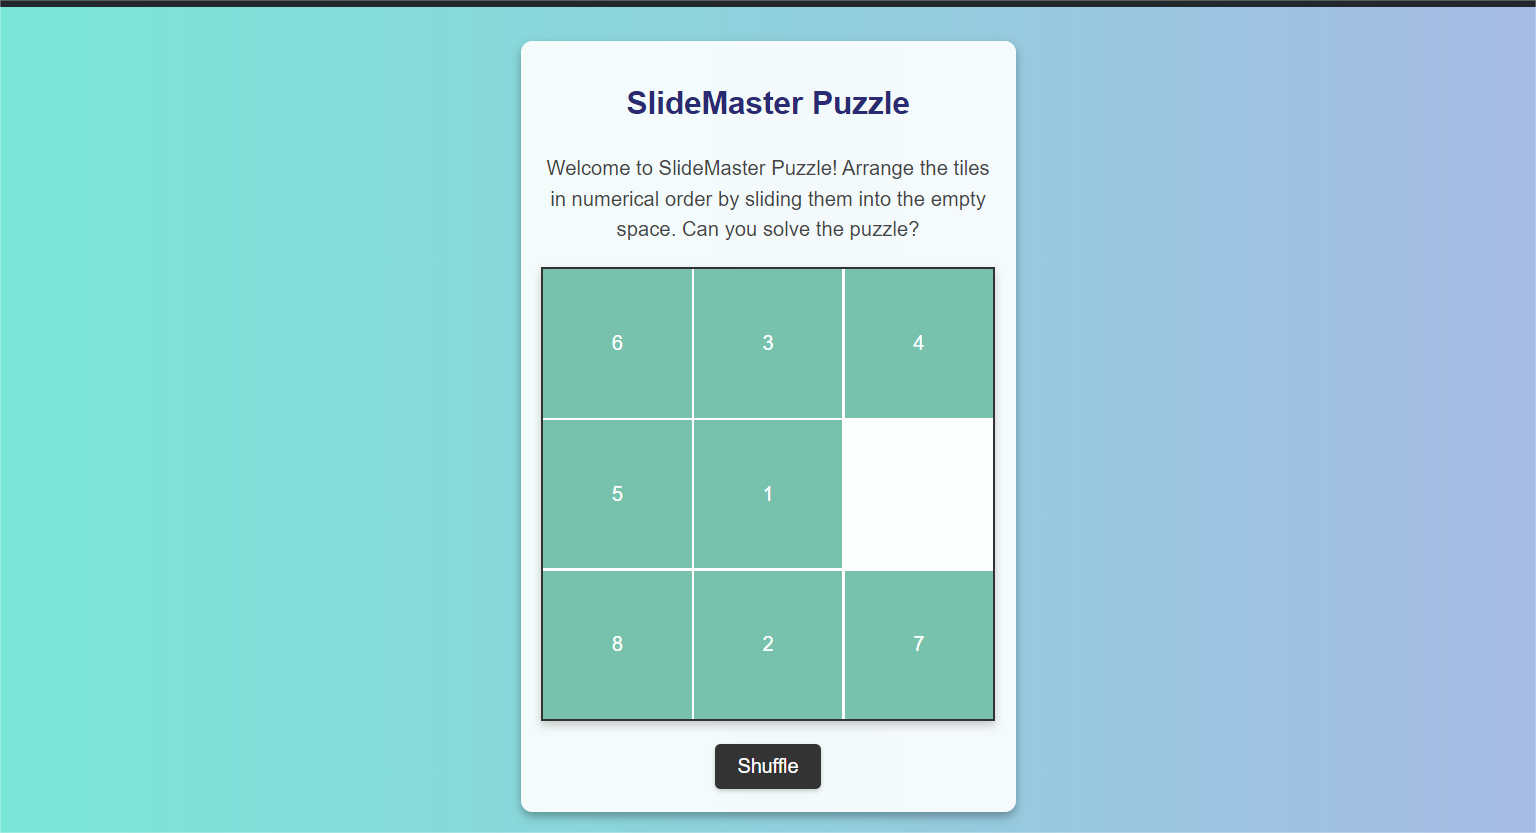 SlideMaster Puzzle
Welcome to SlideMaster Puzzle! Arrange the tiles
in numerical order by sliding them into the empty
space. Can you solve the puzzle?
6 3 4
5 1
8 2 7
Shuffle